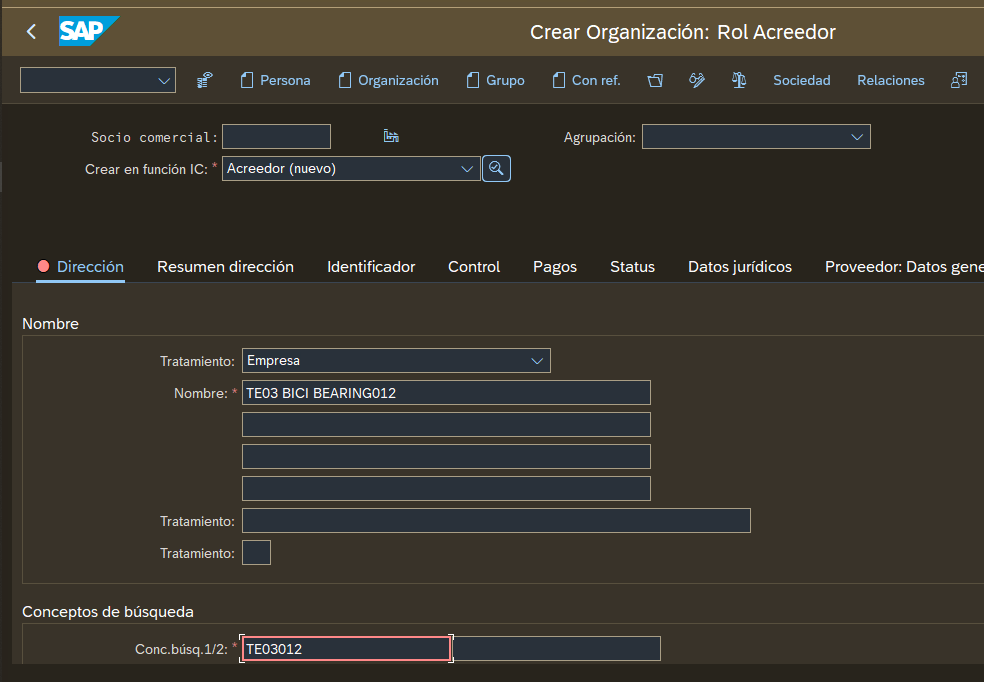 SAP
Crear Organización: Rol Acreedor
Persona Organización Grupo Con ref. Sociedad Relaciones
Socio comercial: Agrupación:
Crear en función IC: * Acreedor (nuevo)
Dirección Resumen dirección Identificador Control Pagos Status Datos jurídicos Proveedor: Datos gene
Nombre
Tratamiento: Empresa
Nombre: * TE03 BICI BEARING012
Tratamiento:
Tratamiento:
Conceptos de búsqueda
Conc.búsq.1/2: * TE03012